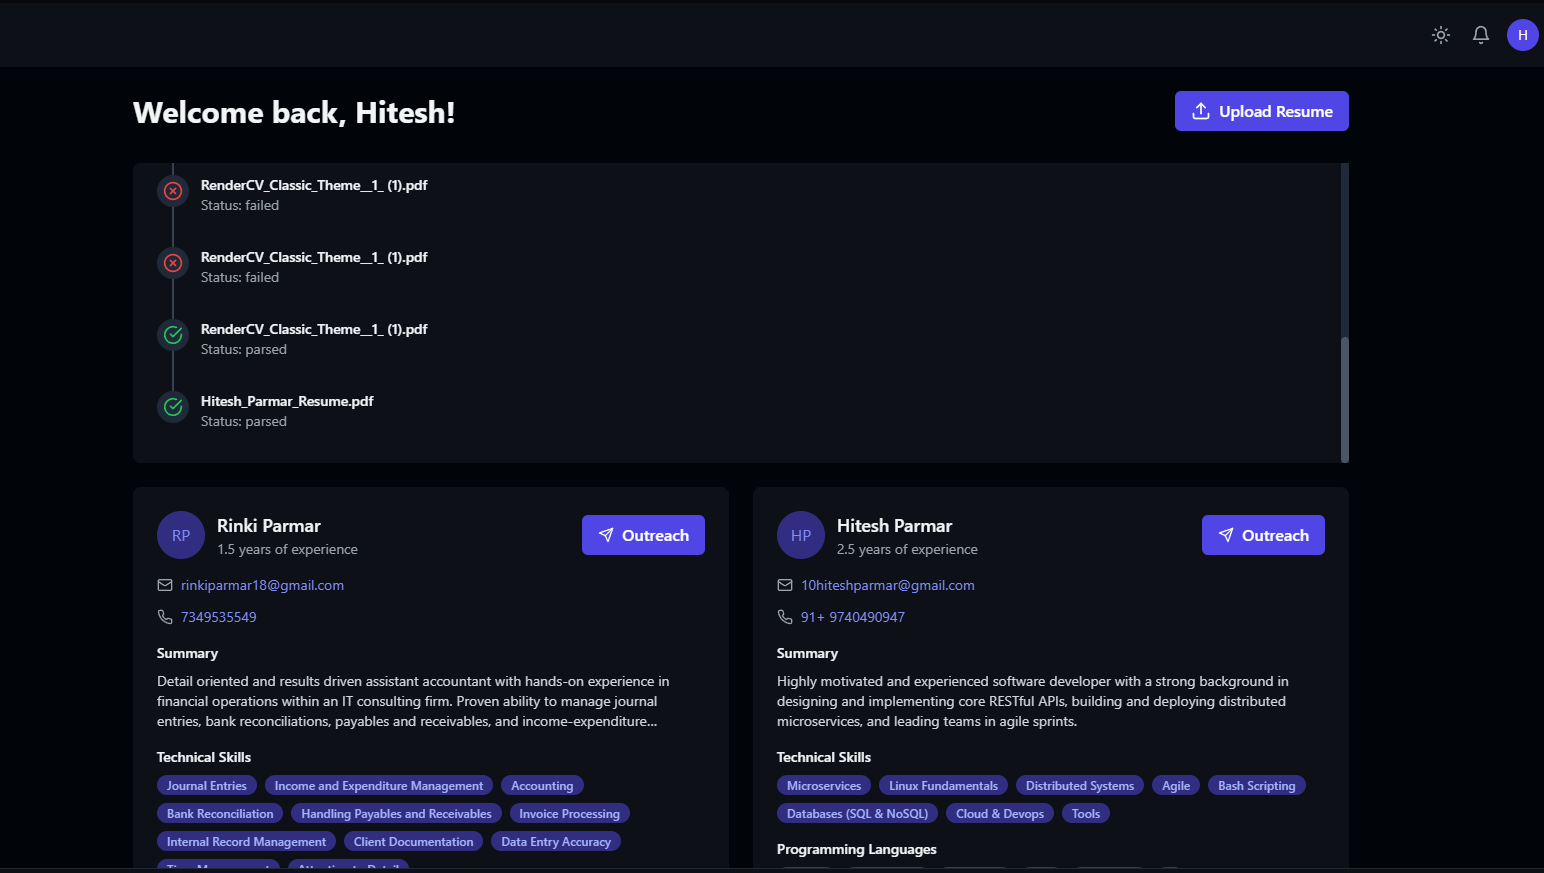 H
Welcome back, Hitesh!
Upload Resume
RenderCV_Classic_Theme__1_ (1).pdf
Status: failed
RenderCV_Classic_Theme__1_ (1).pdf
Status: failed
RenderCV_Classic_Theme__1_ (1).pdf
Status: parsed
Hitesh_Parmar_Resume.pdf
Status: parsed
RP
Rinki Parmar
1.5 years of experience
Outreach
rinkiparmar18@gmail.com
7349535549
Summary
Detail oriented and results driven assistant accountant with hands-on experience in
financial operations within an IT consulting firm. Proven ability to manage journal
entries, bank reconciliations, payables and receivables, and income-expenditure...
Technical Skills
Journal Entries Income and Expenditure Management Accounting
Bank Reconciliation Handling Payables and Receivables Invoice Processing
Internal Record Management Client Documentation Data Entry Accuracy
Time Management Attention to Detail
HP
Hitesh Parmar
2.5 years of experience
Outreach
10hiteshparmar@gmail.com
91+ 9740490947
Summary
Highly motivated and experienced software developer with a strong background in
designing and implementing core RESTful APIs, building and deploying distributed
microservices, and leading teams in agile sprints.
Technical Skills
Microservices Linux Fundamentals Distributed Systems Agile Bash Scripting
Databases (SQL & NoSQL) Cloud & Devops Tools
Programming Languages